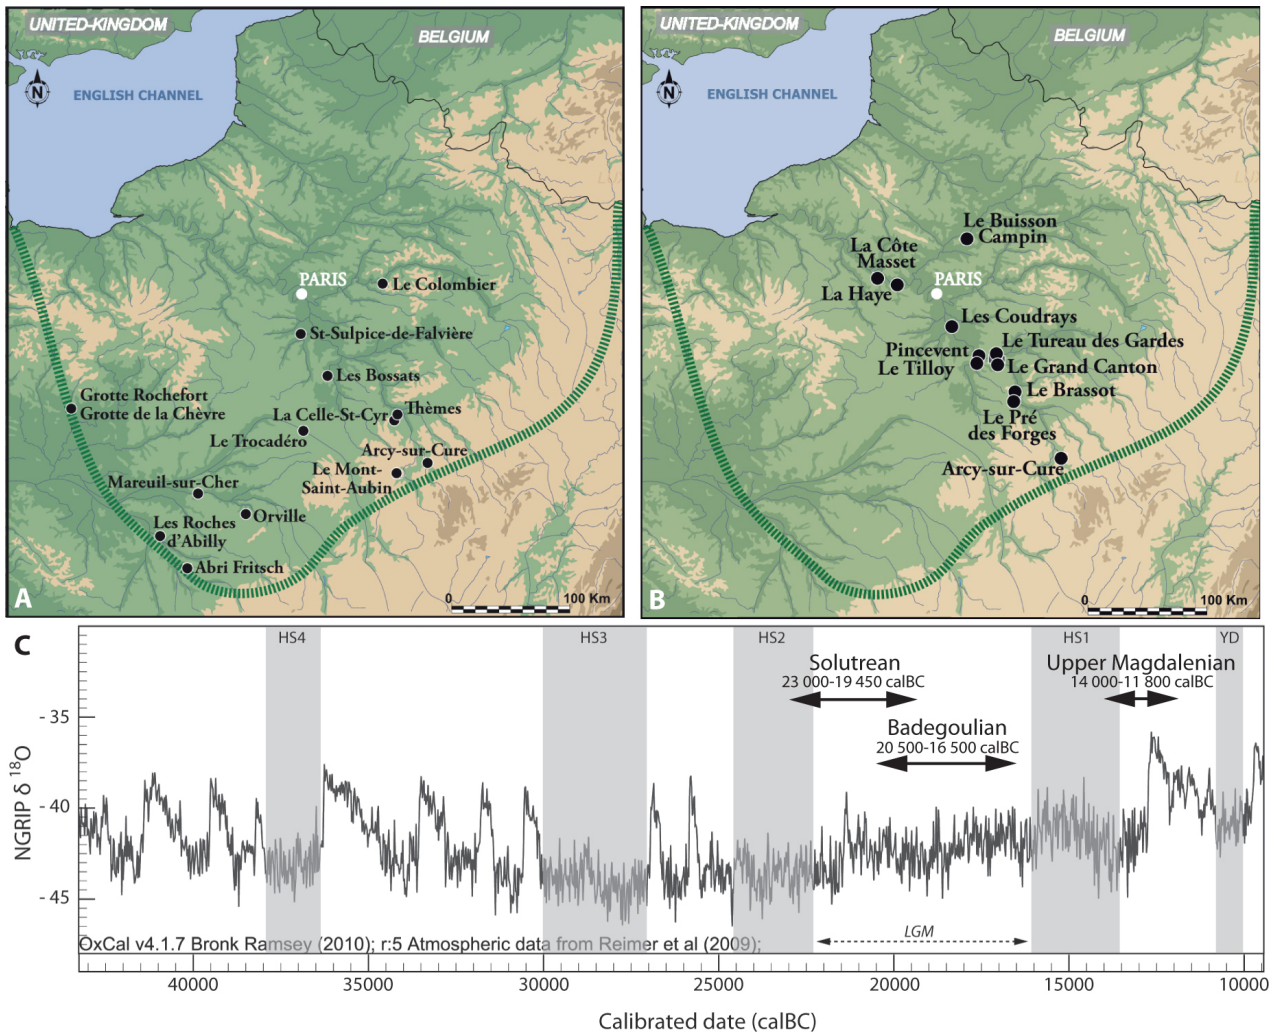 UNITED-KINGDOM
BELGIUM
N
ENGLISH CHANNEL
PARIS
Le Colombier
St-Sulpice-de-Falvière
Les Bossats
Grotte Rochefort
Grotte de la Chèvre
La Celle-St-Cyr
Thèmes
Le Trocadéro
Arcy-sur-Cure
Le Mont-
Saint-Aubin
Mareuil-sur-Cher
Orville
Les Roches
d'Abilly
Abri Fritsch
A
0
100 Km
UNITED-KINGDOM
BELGIUM
N
ENGLISH CHANNEL
Le Buisson
Campin
La Côte
Masset
PARIS
La Haye
Les Coudrays
Le Tureau des Gardes
Pincevent
Le Tilloy
Le Grand Canton
Le Brassot
Le Pré
des Forges
Arcy-sur-Cure
B
0
100 Km
C
HS4
HS3
HS2
HS1
YD
Solutrean
23 000-19 450 calBC
Upper Magdalenian
14 000-11 800 calBC
Badegoulian
20 500-16 500 calBC
- 35
- 40
- 45
NGRIP δ 18O
LGM
OxCal v4.1.7 Bronk Ramsey (2010); r:5 Atmospheric data from Reimer et al (2009);
40000
35000
30000
25000
20000
15000
10000
Calibrated date (calBC)